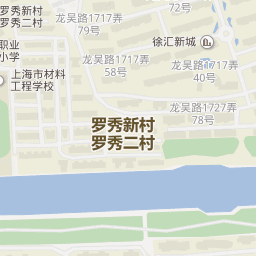 罗秀新村
罗秀二村
龙吴路1717弄
79号
72号
徐汇新城
职业
小学
龙吴路1717弄
58号
龙吴路1717弄
40号
上海市材料
工程学校
龙吴路1727弄
78号
罗秀新村
罗秀二村